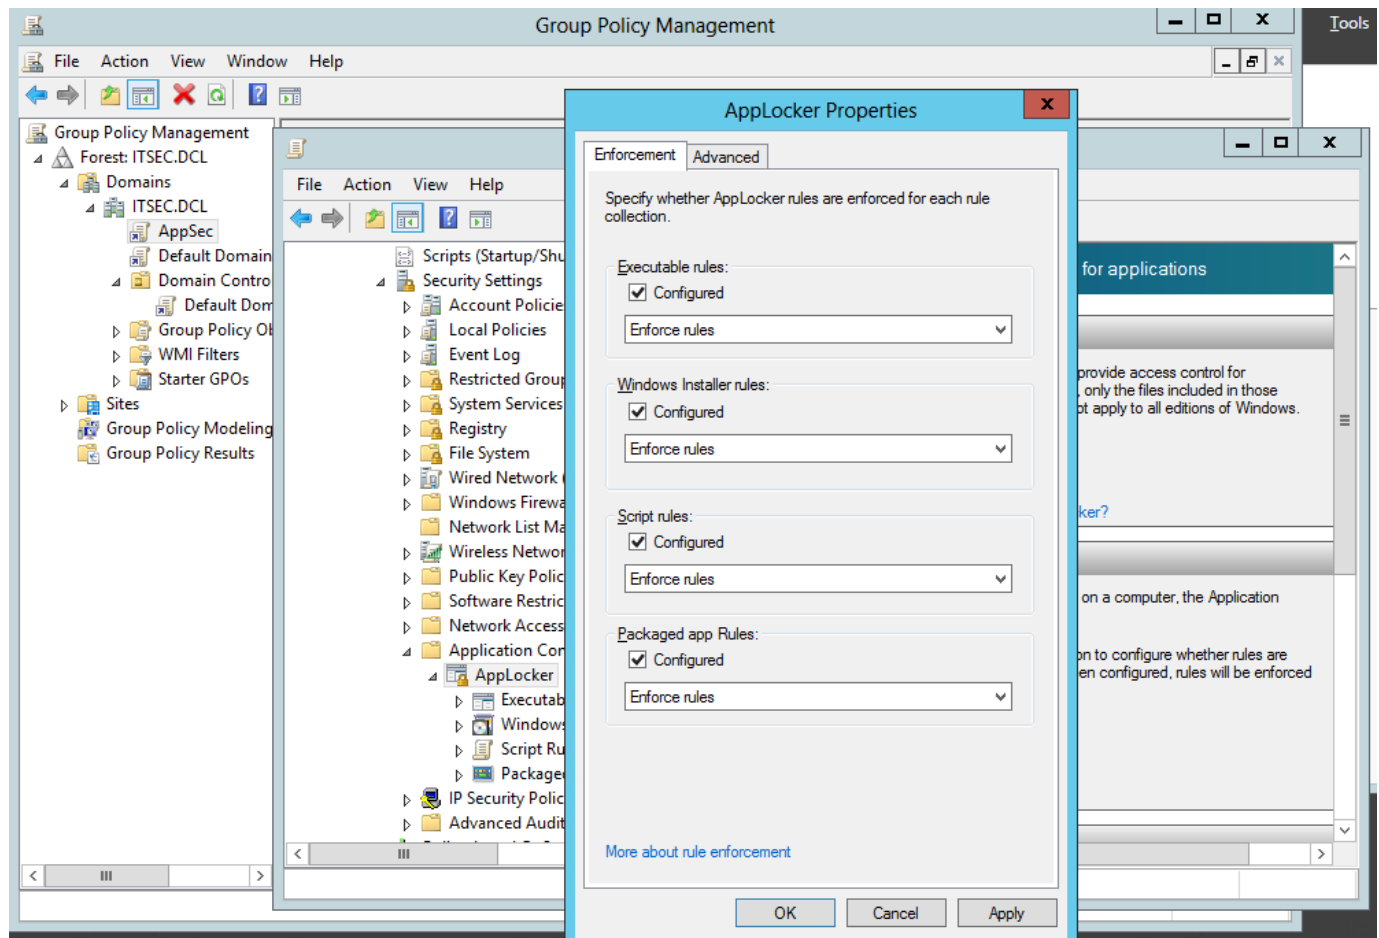 Group Policy Management
Tools
File Action View Window Help
Group Policy Management
Forest: ITSEC.DCL
Domains
ITSEC.DCL
AppSec
Default Domain
Domain Contro
Default Dom
Group Policy Ob
WMI Filters
Starter GPOs
Sites
Group Policy Modeling
Group Policy Results
File Action View Help
Scripts (Startup/Shu
Security Settings
Account Policie
Local Policies
Event Log
Restricted Group
System Services
Registry
File System
Wired Network (
Windows Firewa
Network List Ma
Wireless Networ
Public Key Polic
Software Restric
Network Access
Application Con
AppLocker
Executab
Windows
Script Ru
Package
IP Security Polic
Advanced Audit
AppLocker Properties
Enforcement Advanced
Specify whether AppLocker rules are enforced for each rule
collection.
Executable rules:
Configured
Enforce rules
Windows Installer rules:
Configured
Enforce rules
Script rules:
Configured
Enforce rules
Packaged app Rules:
Configured
Enforce rules
More about rule enforcement
OK Cancel Apply
for applications
provide access control for
, only the files included in those
ot apply to all editions of Windows.
ker?
on a computer, the Application
on to configure whether rules are
en configured, rules will be enforced